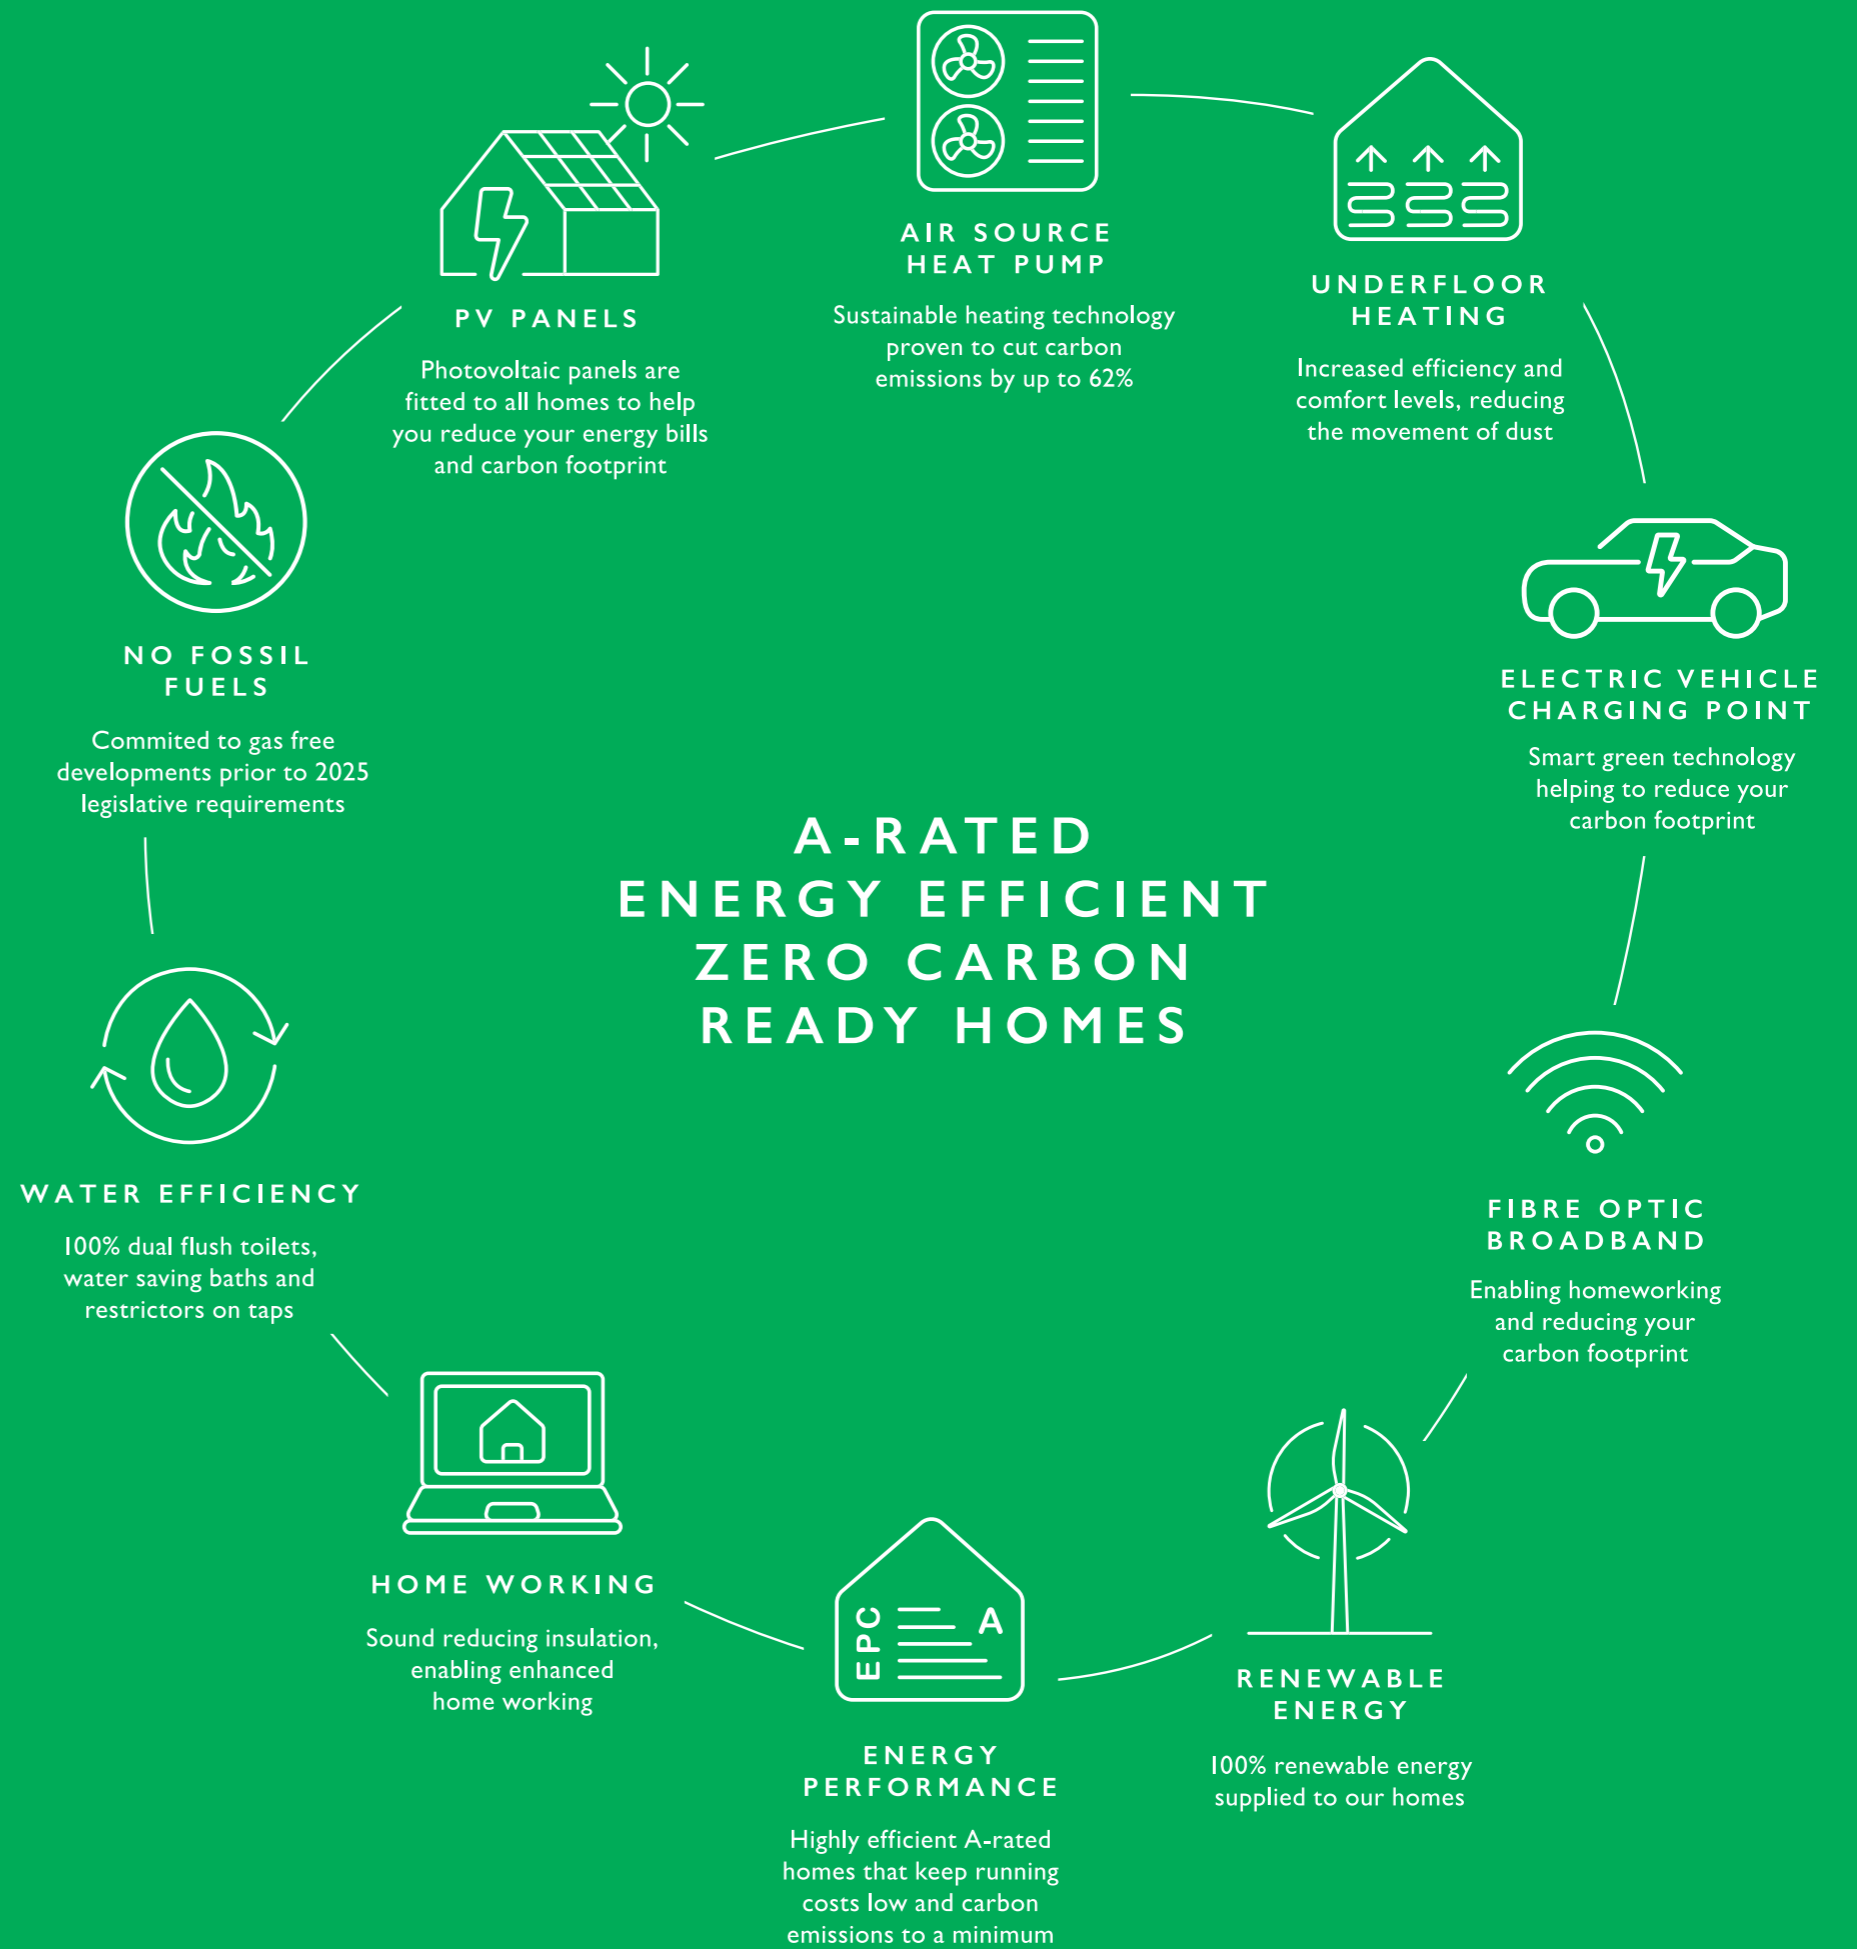 AIR SOURCE
HEAT PUMP
Sustainable heating technology
proven to cut carbon
emissions by up to 62%
UNDERFLOOR
HEATING
Increased efficiency and
comfort levels, reducing
the movement of dust
ELECTRIC VEHICLE
CHARGING POINT
Smart green technology
helping to reduce your
carbon footprint
FIBRE OPTIC
BROADBAND
Enabling homeworking
and reducing your
carbon footprint
RENEWABLE
ENERGY
100% renewable energy
supplied to our homes
EPC
A
ENERGY
PERFORMANCE
Highly efficient A-rated
homes that keep running
costs low and carbon
emissions to a minimum
HOME WORKING
Sound reducing insulation,
enabling enhanced
home working
WATER EFFICIENCY
100% dual flush toilets,
water saving baths and
restrictors on taps
NO FOSSIL
FUELS
Commited to gas free
developments prior to 2025
legislative requirements
PV PANELS
Photovoltaic panels are
fitted to all homes to help
you reduce your energy bills
and carbon footprint
A-RATED
ENERGY EFFICIENT
ZERO CARBON
READY HOMES